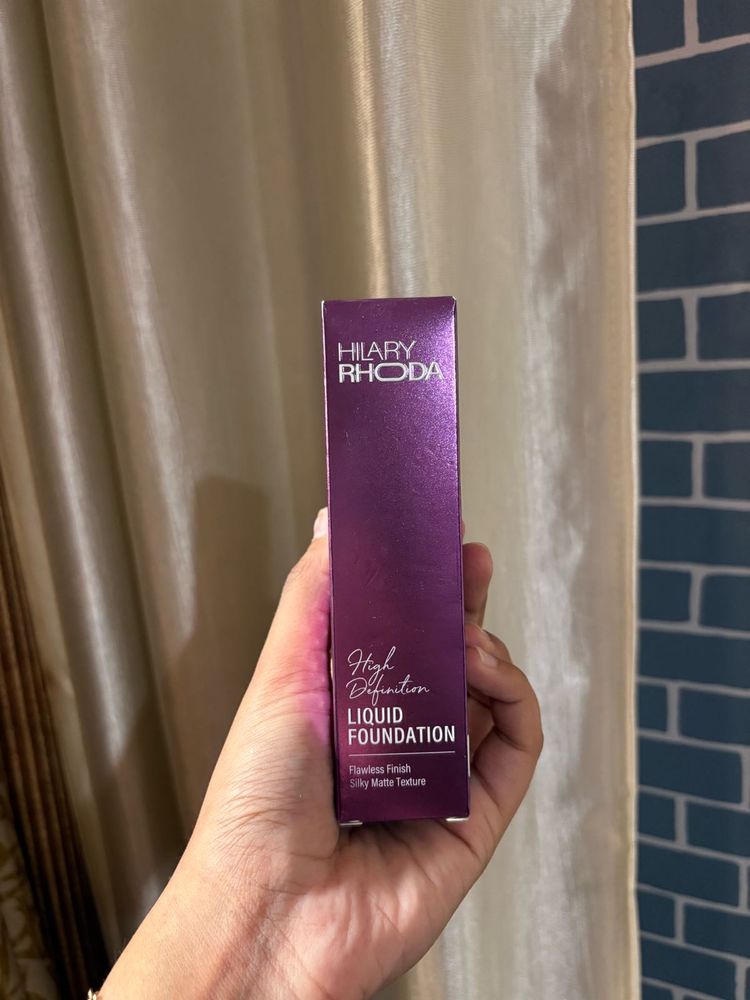 HILARY
RHODA
High
Definition
LIQUID
FOUNDATION
Flawless Finish
Silky Matte Texture